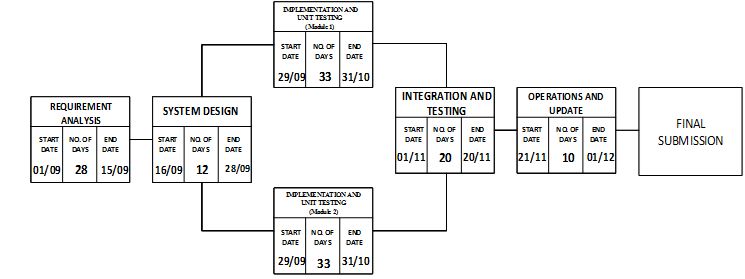 REQUIREMENT
ANALYSIS
START
DATE
NO. OF
DAYS
END
DATE
01/09
28
15/09
SYSTEM DESIGN
START
DATE
NO. OF
DAYS
END
DATE
16/09
12
28/09
IMPLEMENTATION AND
UNIT TESTING
(Module 1)
START
DATE
NO. OF
DAYS
END
DATE
29/09
33
31/10
IMPLEMENTATION AND
UNIT TESTING
(Module 2)
START
DATE
NO. OF
DAYS
END
DATE
29/09
33
31/10
INTEGRATION AND
TESTING
START
DATE
NO. OF
DAYS
END
DATE
01/11
20
20/11
OPERATIONS AND
UPDATE
START
DATE
NO. OF
DAYS
END
DATE
21/11
10
01/12
FINAL
SUBMISSION